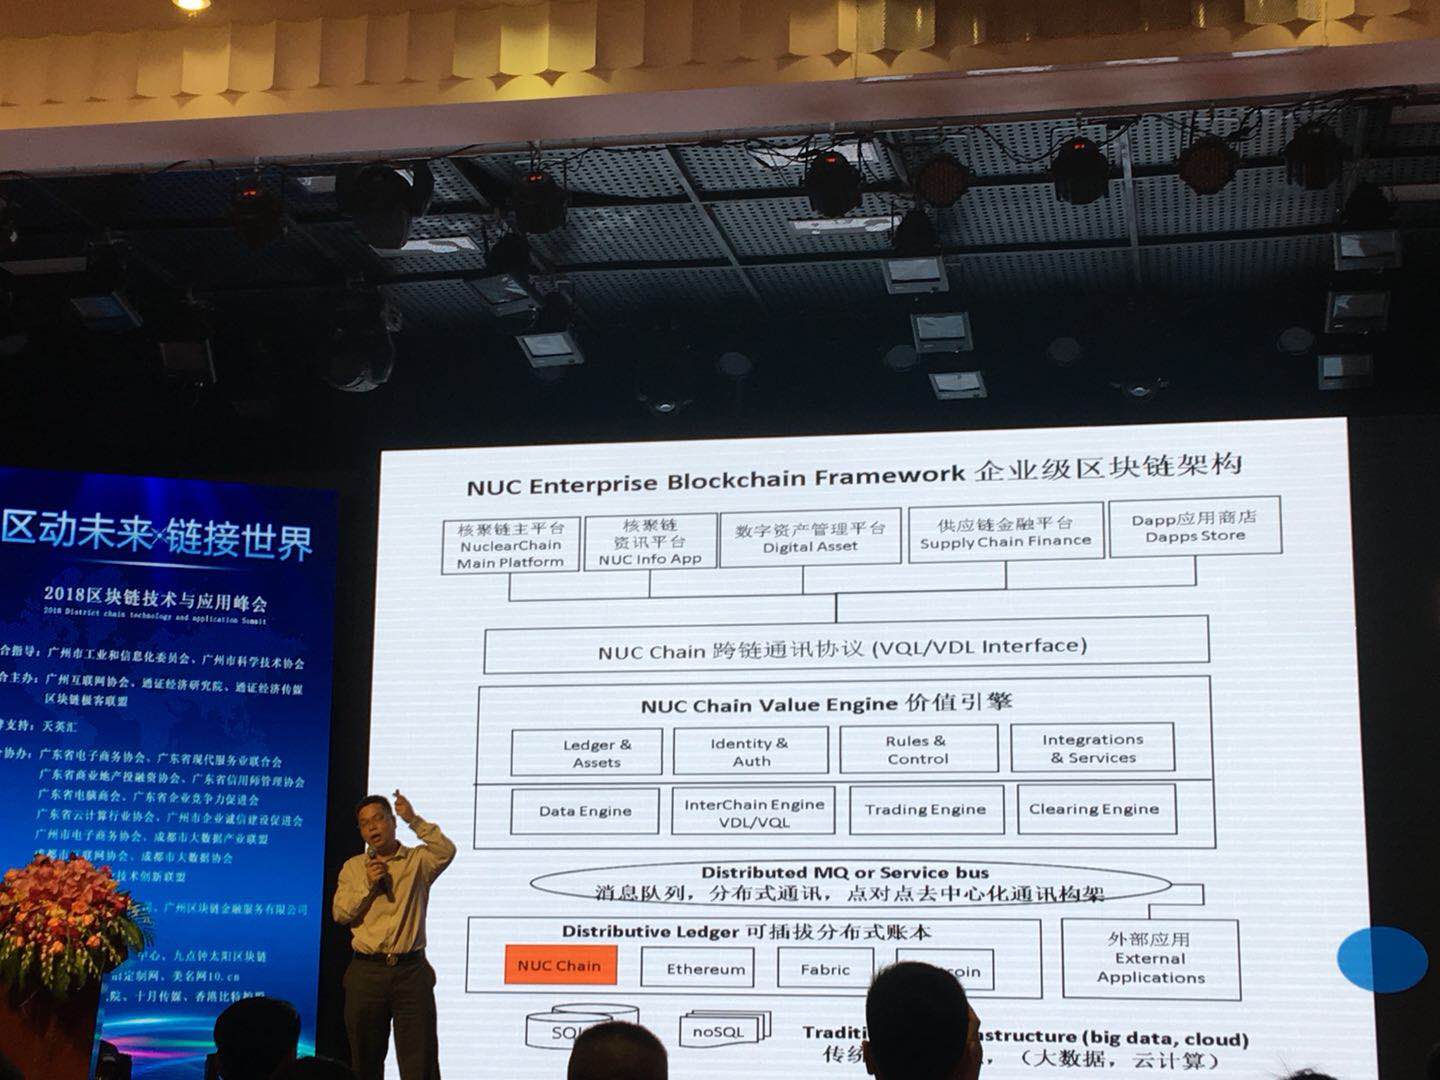 区动未来 链接世界
2018区块链技术与应用峰会
2018 District chain technology and application Summit
合指导：广州市工业和信息化委员会、广州市科学技术协会
合主办：广州互联网协会、通证经济研究院、通证经济传媒
区块链极客联盟
支持：天英汇
协办：广东省电子商务协会、广东省现代服务业联合会
广东省商业地产投融资协会、广东省信用师管理协会
广东省电脑商会、广东省企业竞争力促进会
广东省云计算行业协会、广州市企业诚信建设促进会
广州市电子商务协会、成都市大数据产业联盟
成都市互联网协会、成都市大数据协会
技术创新联盟
广州区块链金融服务有限公司
中心、九点钟太阳区块链
定制网、美名网10.cn
院、十月传媒、香港比特
NUC Enterprise Blockchain Framework 企业级区块链架构
核聚链主平台
NuclearChain
Main Platform
核聚链
资讯平台
NUC Info App
数字资产管理平台
Digital Asset
供应链金融平台
Supply Chain Finance
Dapp应用商店
Dapps Store
NUC Chain 跨链通讯协议 (VQL/VDL Interface)
NUC Chain Value Engine 价值引擎
Ledger &
Assets
Identity &
Auth
Rules &
Control
Integrations
& Services
Data Engine
InterChain Engine
VDL/VQL
Trading Engine
Clearing Engine
Distributed MQ or Service bus
消息队列，分布式通讯，点对点去中心化通讯构架
Distributive Ledger 可插拔分布式账本
NUC Chain
Ethereum
Fabric
coin
外部应用
External
Applications
SQ
noSQL
Traditi astructure (big data, cloud)
传统 ，（大数据，云计算）